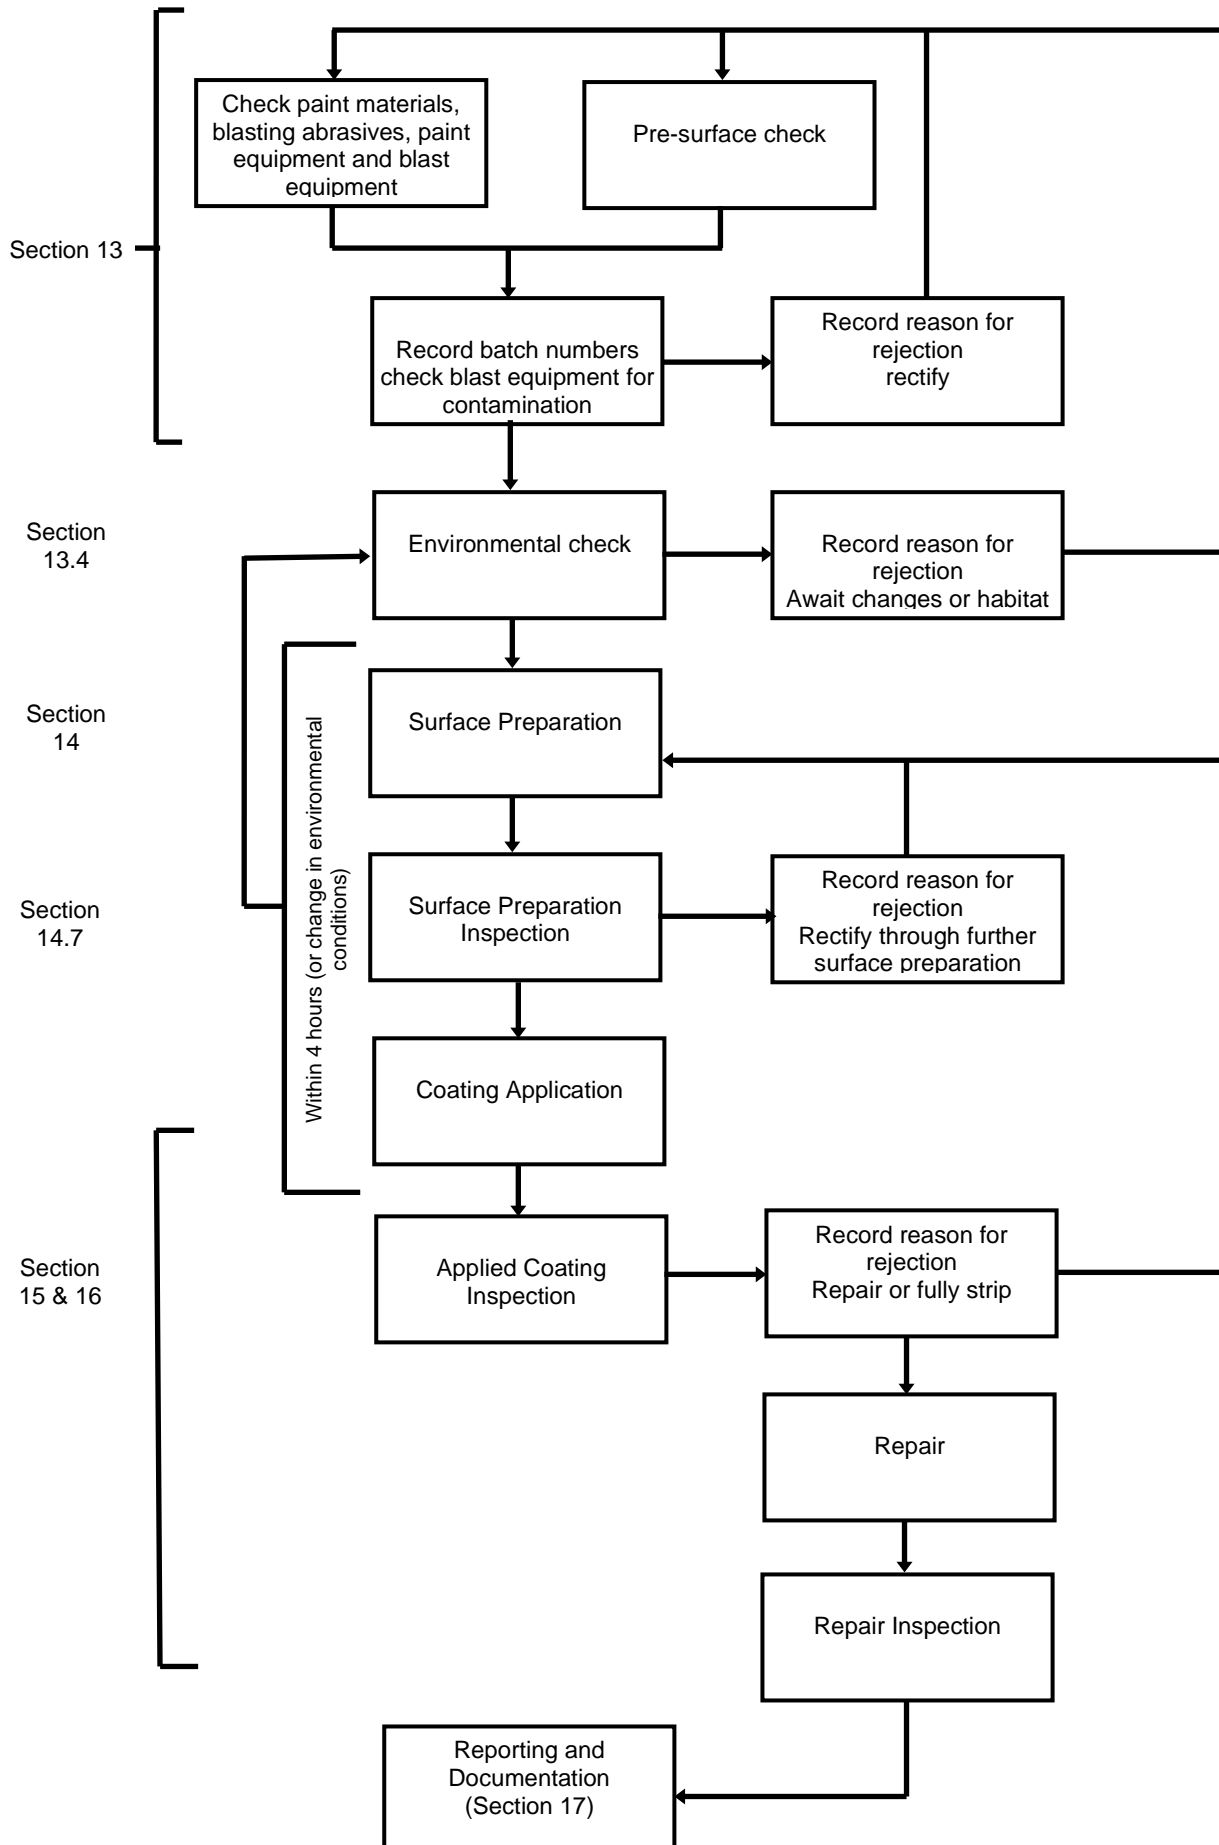 Check paint materials,
blasting abrasives, paint
equipment and blast
equipment
Pre-surface check
Section 13
Record batch numbers
check blast equipment for
contamination
Record reason for
rejection
rectify
Section
13.4
Environmental check
Record reason for
rejection
Await changes or habitat
Section
14
Surface Preparation
Within 4 hours (or change in environmental
conditions)
Section
14.7
Surface Preparation
Inspection
Record reason for
rejection
Rectify through further
surface preparation
Coating Application
Section
15 & 16
Applied Coating
Inspection
Record reason for
rejection
Repair or fully strip
Repair
Repair Inspection
Reporting and
Documentation
(Section 17)